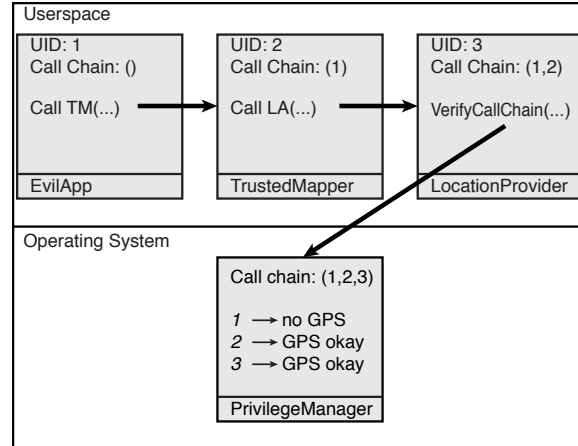 Userspace
UID: 1
Call Chain: ()
Call TM(...)
EvilApp
UID: 2
Call Chain: (1)
Call LA(...)
TrustedMapper
UID: 3
Call Chain: (1,2)
VerifyCallChain(...)
LocationProvider
Operating System
Call chain: (1,2,3)
1 → no GPS
2 → GPS okay
3 → GPS okay
PrivilegeManager